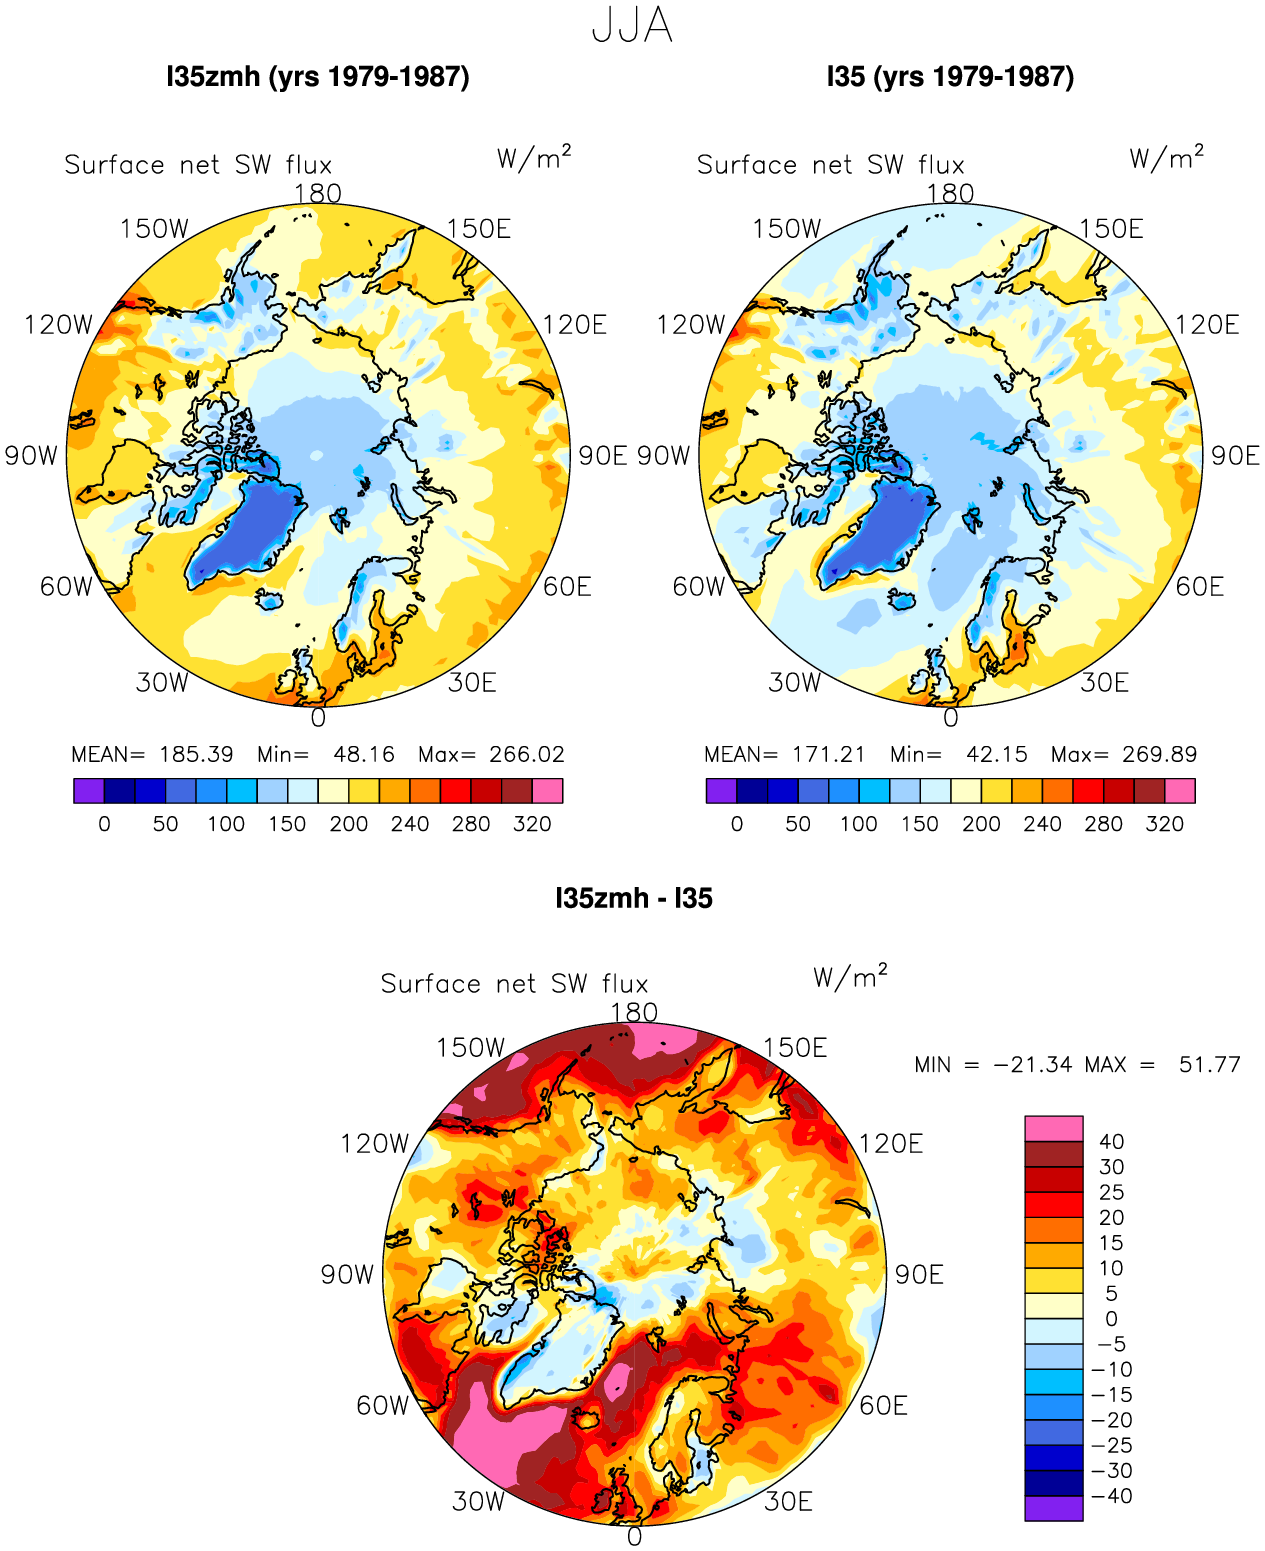 JJA
I35zmh (yrs 1979-1987)
I35 (yrs 1979-1987)
Surface net SW flux W/m²
Surface net SW flux W/m²
180
150W 150E
120W 120E
90W 90E
60W 60E
30W 30E
0
180
150W 150E
120W 120E
90W 90E
60W 60E
30W 30E
0
MEAN= 185.39 Min= 48.16 Max= 266.02
MEAN= 171.21 Min= 42.15 Max= 269.89
0 50 100 150 200 240 280 320
0 50 100 150 200 240 280 320
I35zmh - I35
Surface net SW flux W/m²
180
150W 150E
MIN = −21.34 MAX = 51.77
120W 120E
90W 90E
60W 60E
30W 30E
0
40
30
25
20
15
10
5
0
−5
−10
−15
−20
−25
−30
−40